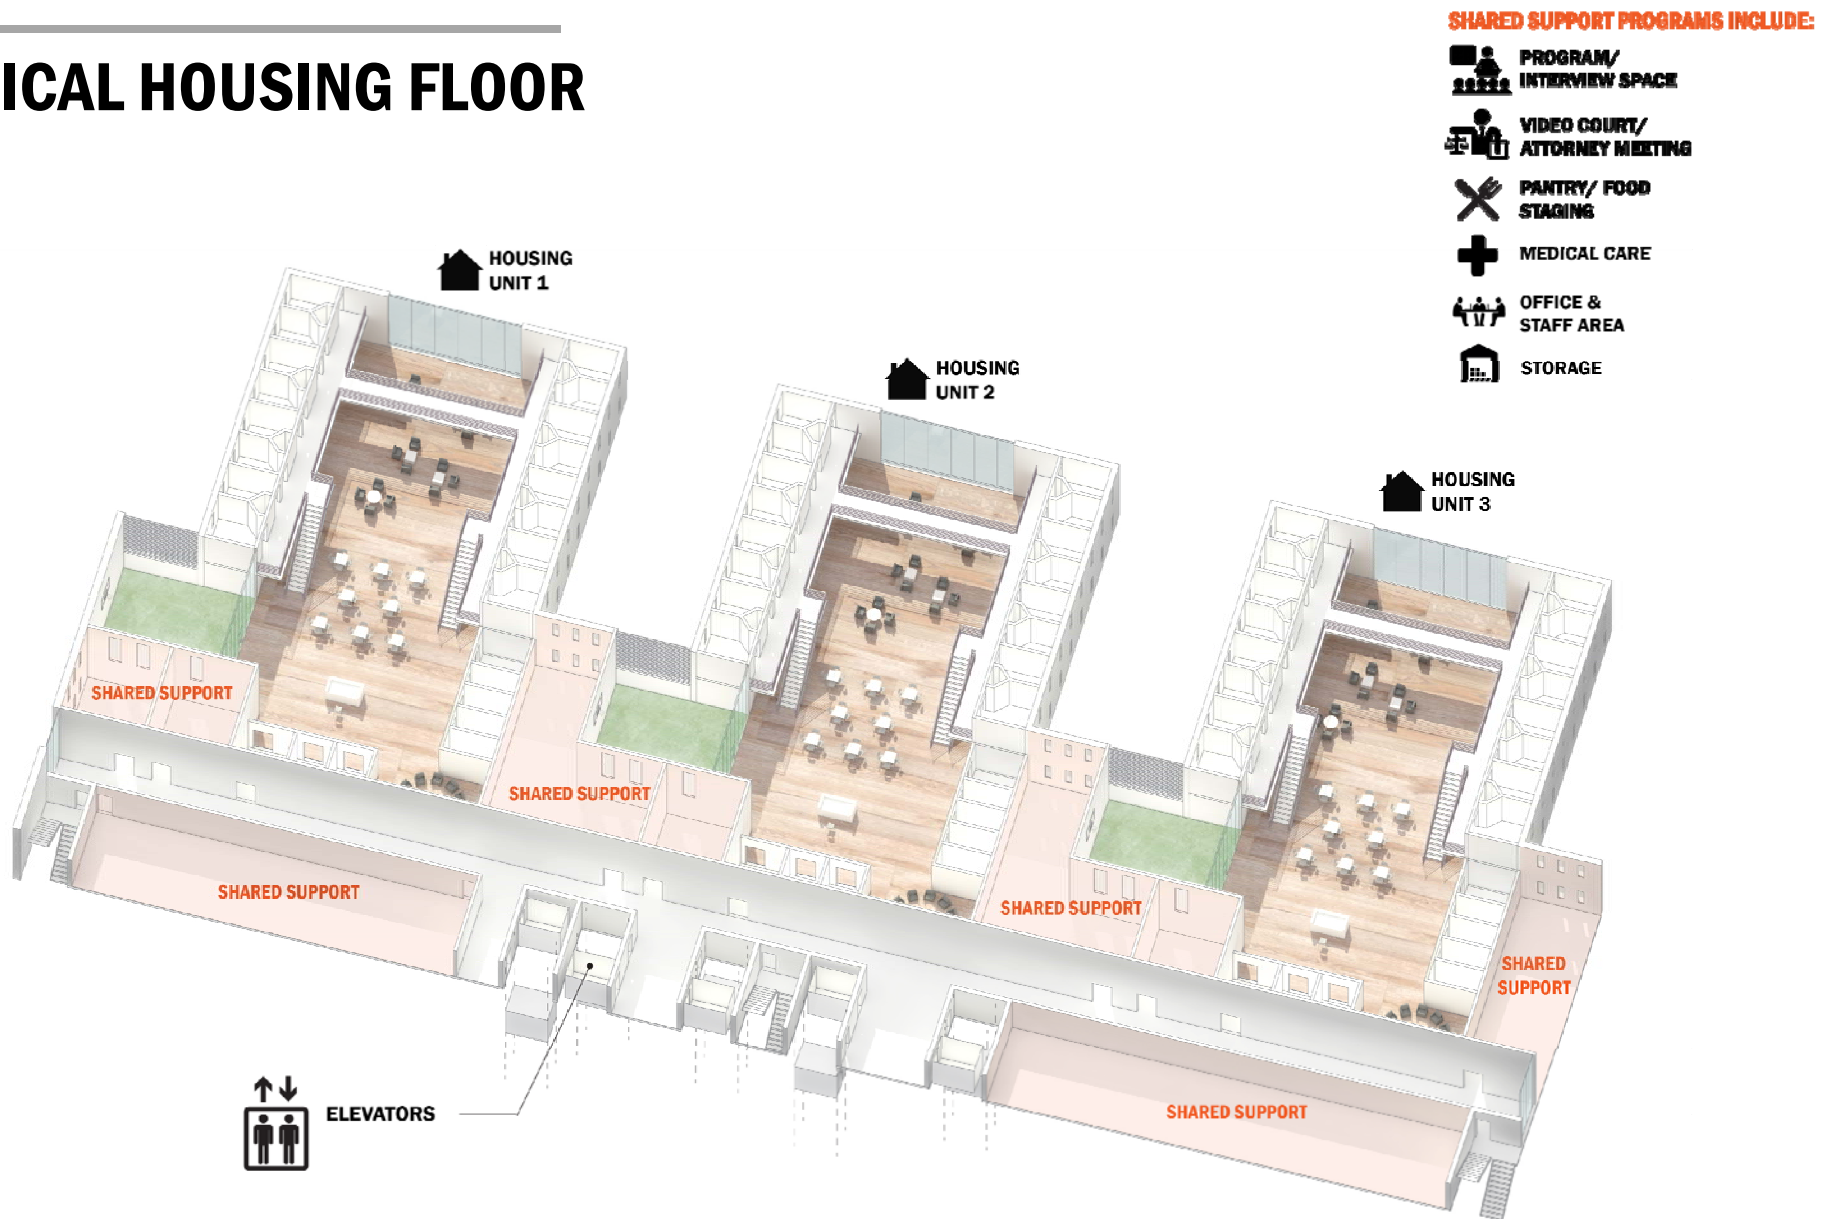 ICAL HOUSING FLOOR
SHARED SUPPORT PROGRAMS INCLUDE:
PROGRAM/
INTERVIEW SPACE
VIDEO COURT/
ATTORNEY MEETING
PANTRY/ FOOD
STAGING
MEDICAL CARE
OFFICE &
STAFF AREA
STORAGE
HOUSING
UNIT 1
HOUSING
UNIT 2
HOUSING
UNIT 3
SHARED SUPPORT
SHARED SUPPORT
SHARED SUPPORT
SHARED SUPPORT
SHARED
SUPPORT
SHARED SUPPORT
ELEVATORS